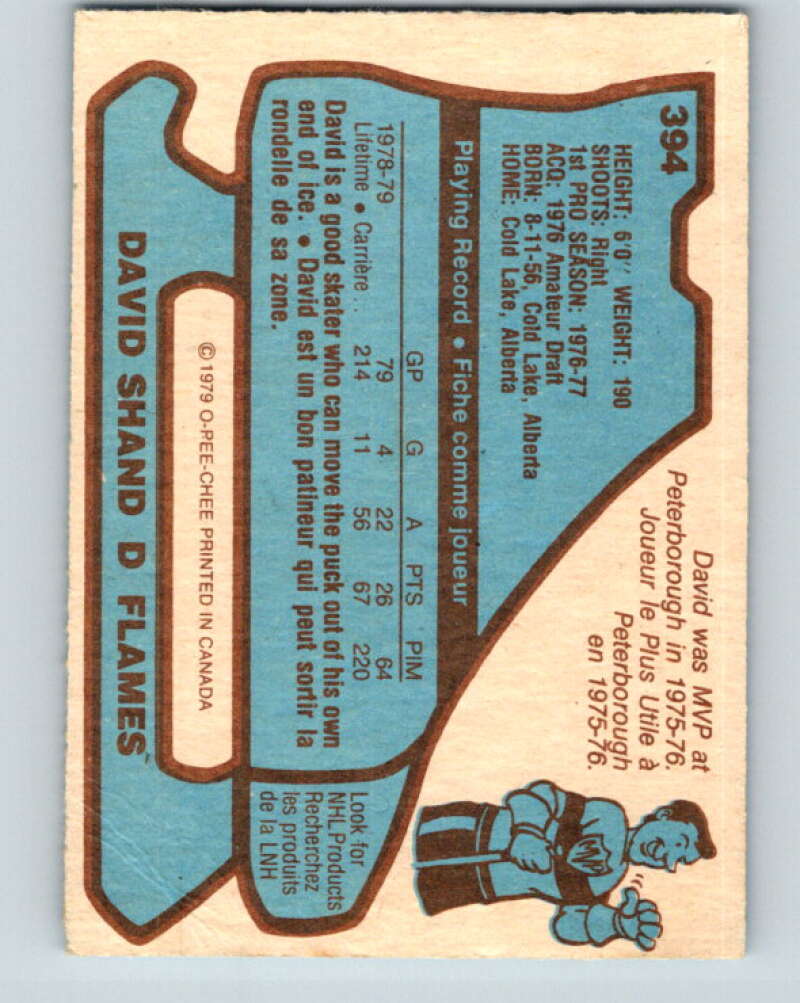 394
HEIGHT: 6'0" WEIGHT: 190
SHOOTS: Right
1st PRO SEASON: 1976-77
ACQ: 1976 Amateur Draft
BORN: 8-11-56, Cold Lake, Alberta
HOME: Cold Lake, Alberta
David was MVP at
Peterborough in 1975-76.
Joueur le Plus Utile à
Peterborough
en 1975-76.
MVP
Playing Record • Fiche comme joueur
GP G A PTS PIM
1978-79 79 4 22 26 64
Lifetime • Carrière .. 214 11 56 67 220
David is a good skater who can move the puck out of his own
end of ice. • David est un bon patineur qui peut sortir la
rondelle de sa zone.
Look for
NHL Products
Recherchez
les produits
de la LNH
© 1979 O-PEE-CHEE PRINTED IN CANADA
DAVID SHAND D FLAMES™